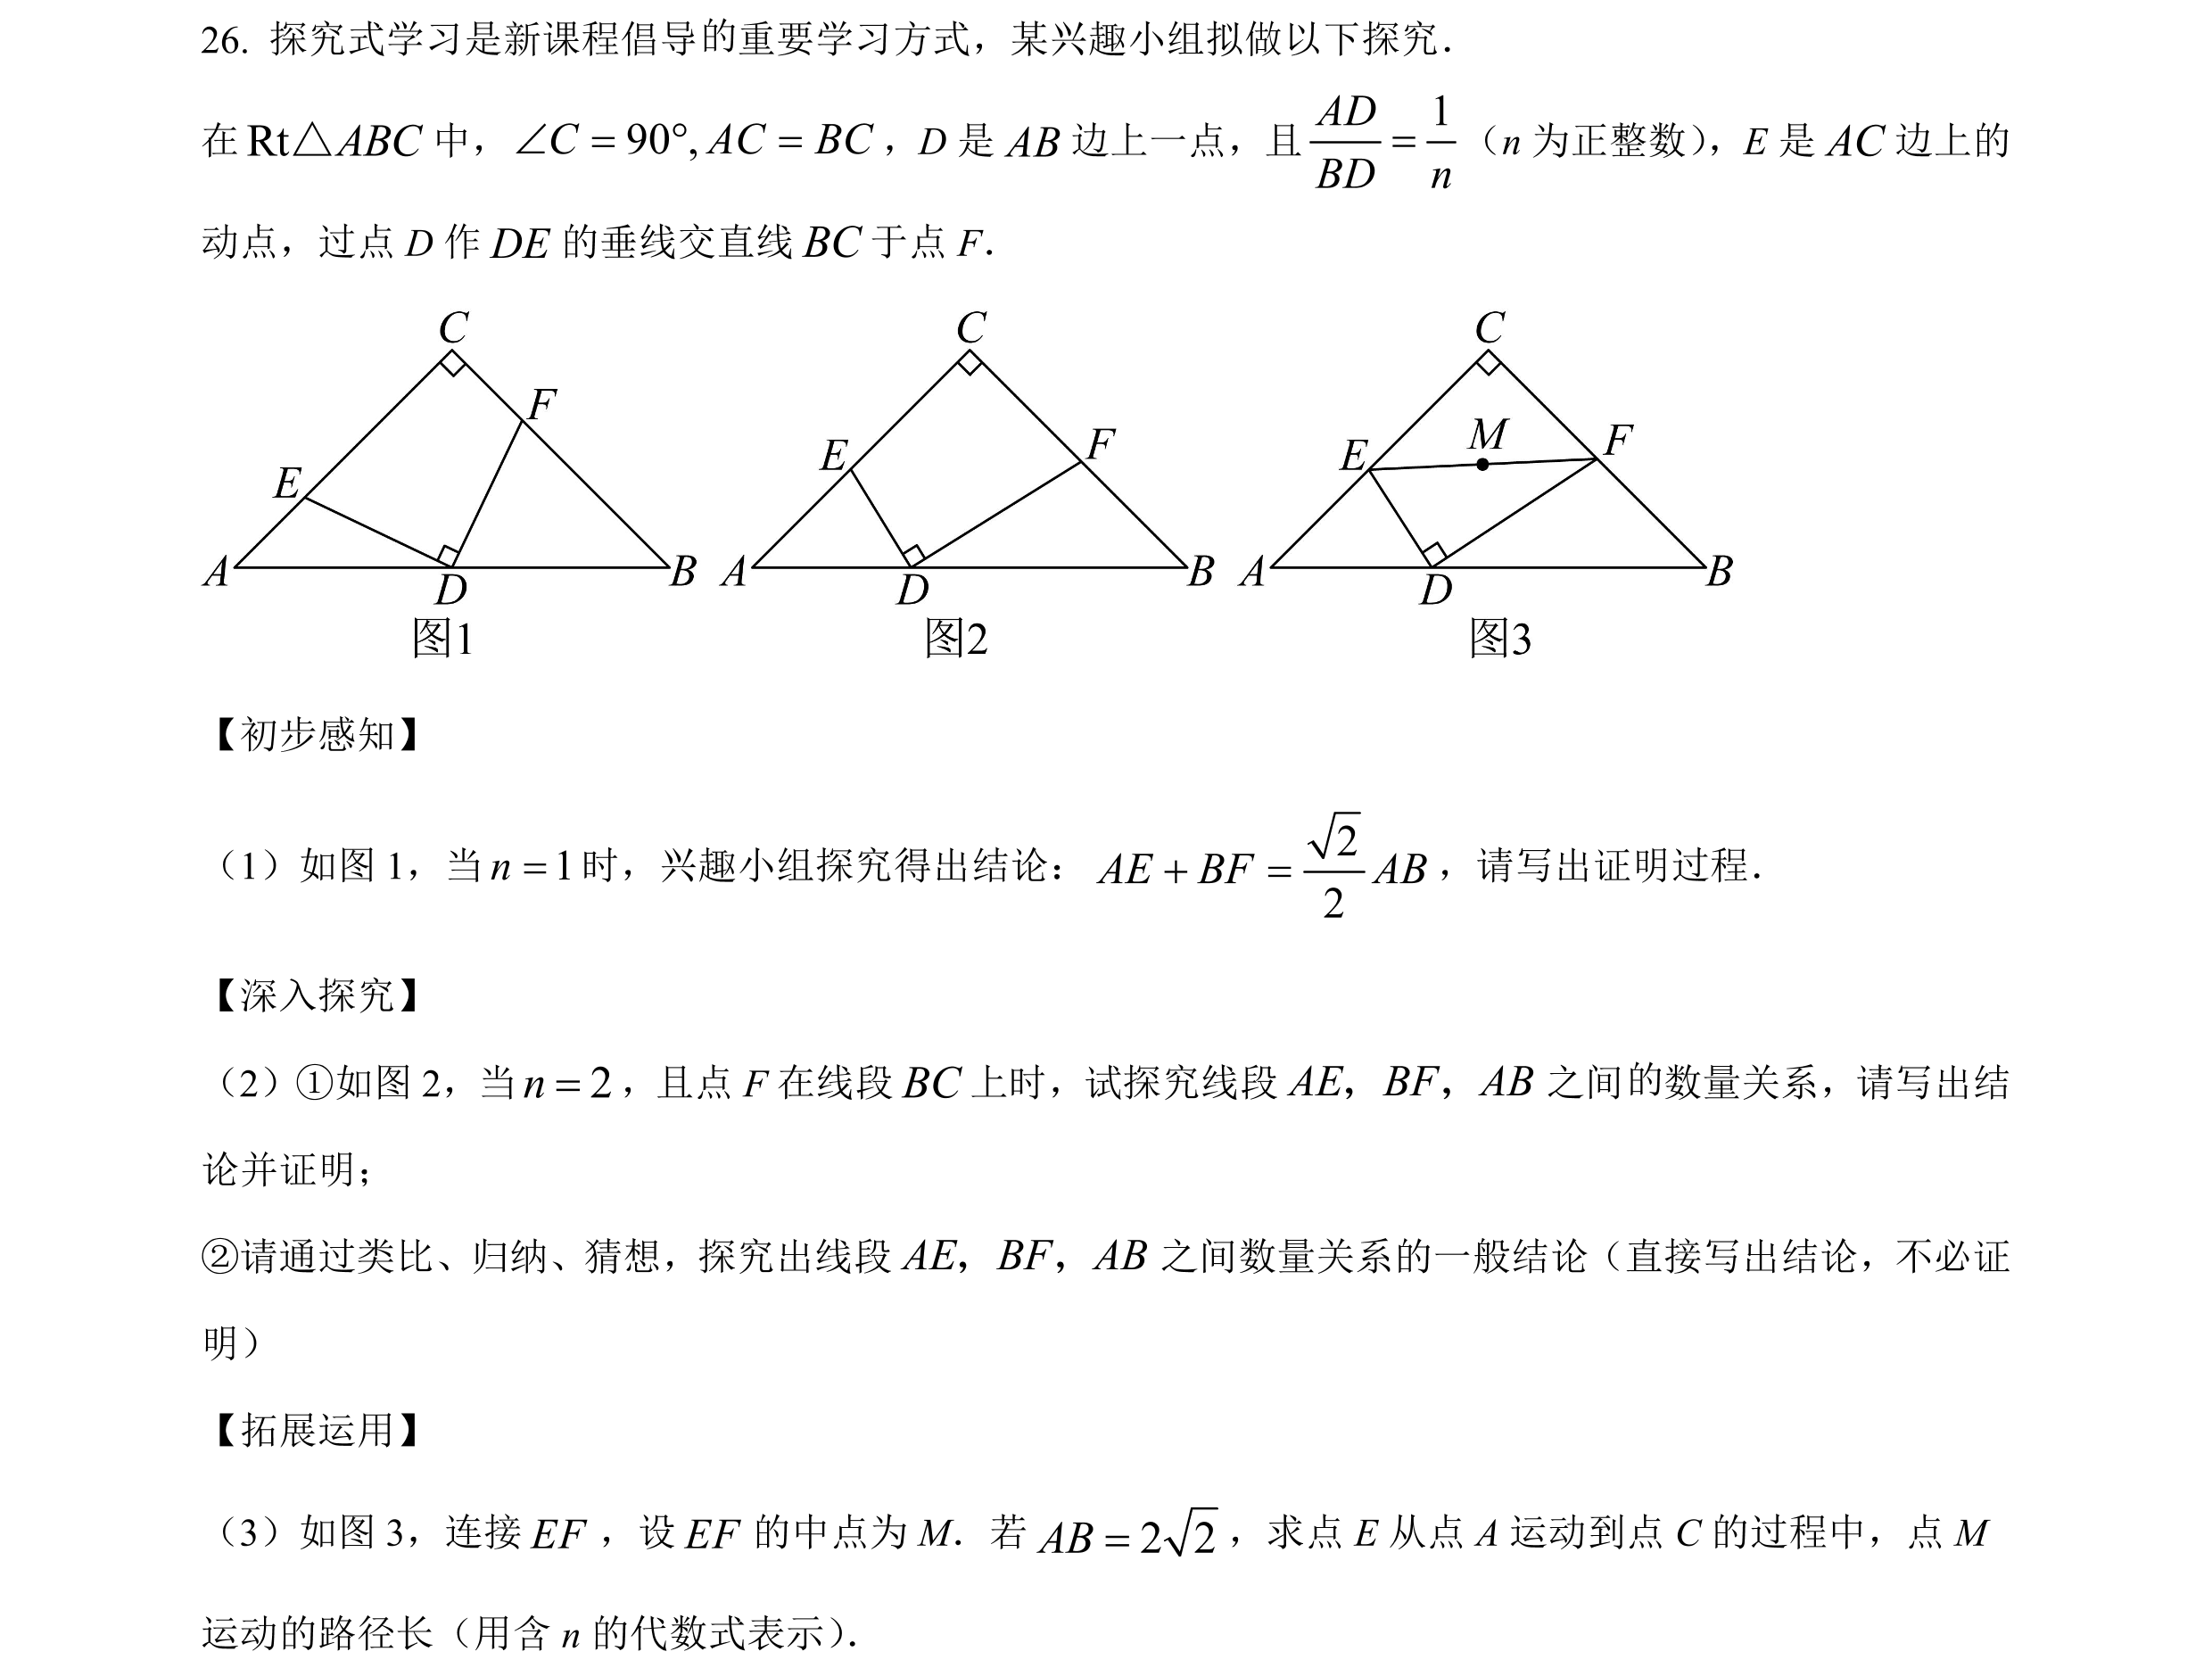 26. 探究式学习是新课程倡导的重要学习方式，某兴趣小组拟做以下探究．
在 Rt△ABC 中，∠C = 90°, AC = BC，D 是 AB 边上一点，且 AD/BD = 1/n（n 为正整数），E 是 AC 边上的
动点，过点 D 作 DE 的垂线交直线 BC 于点 F．
C
F
E
A
D
B
图1
C
E
F
A
D
B
图2
C
M
E
F
A
D
B
图3
【初步感知】
（1）如图 1，当 n = 1 时，兴趣小组探究得出结论：AE + BF = √2/2 AB，请写出证明过程．
【深入探究】
（2）①如图 2，当 n = 2，且点 F 在线段 BC 上时，试探究线段 AE，BF，AB 之间的数量关系，请写出结
论并证明；
②请通过类比、归纳、猜想，探究出线段 AE，BF，AB 之间数量关系的一般结论（直接写出结论，不必证
明）
【拓展运用】
（3）如图 3，连接 EF，设 EF 的中点为 M．若 AB = 2√2，求点 E 从点 A 运动到点 C 的过程中，点 M
运动的路径长（用含 n 的代数式表示）．